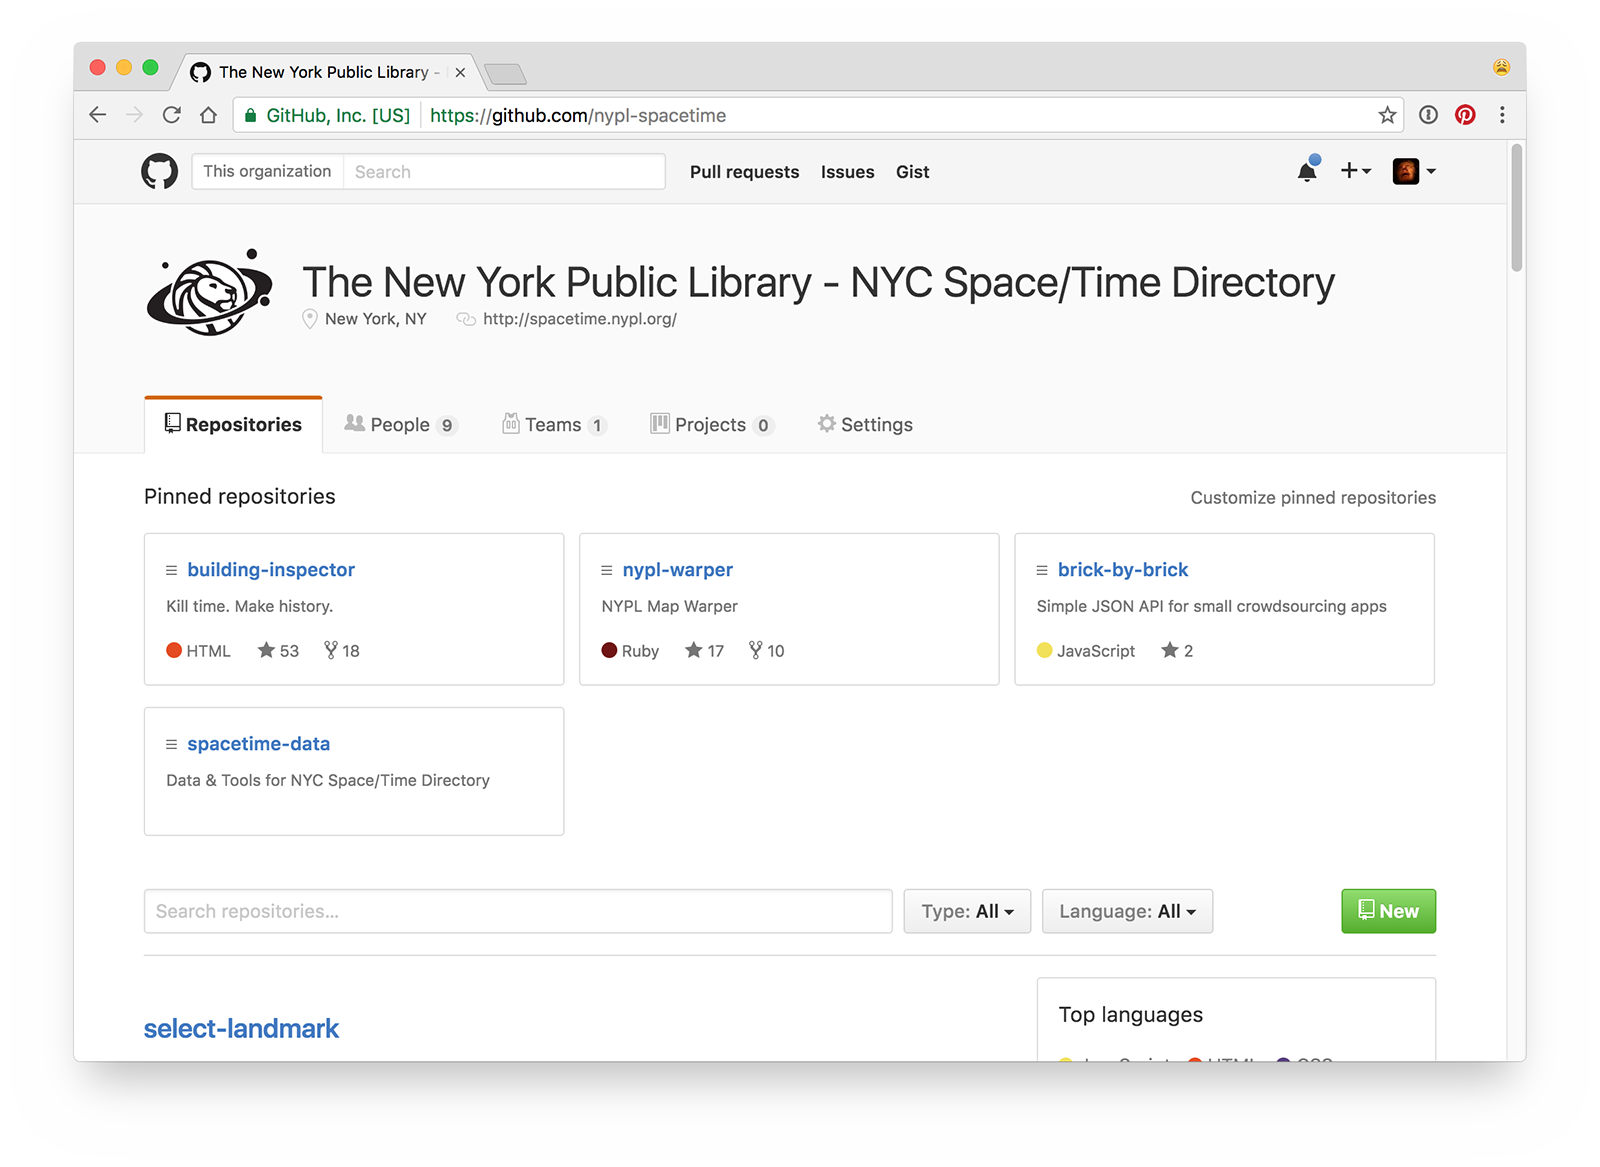 The New York Public Library -
GitHub, Inc. [US] https://github.com/nypl-spacetime
This organization Search Pull requests Issues Gist
The New York Public Library - NYC Space/Time Directory
New York, NY http://spacetime.nypl.org/
Repositories People 9 Teams 1 Projects 0 Settings
Pinned repositories Customize pinned repositories
building-inspector nypl-warper brick-by-brick
Kill time. Make history. NYPL Map Warper Simple JSON API for small crowdsourcing apps
HTML 53 18 Ruby 17 10 JavaScript 2
spacetime-data
Data & Tools for NYC Space/Time Directory
Search repositories... Type: All Language: All New
Top languages
select-landmark
JavaScript HTML CSS